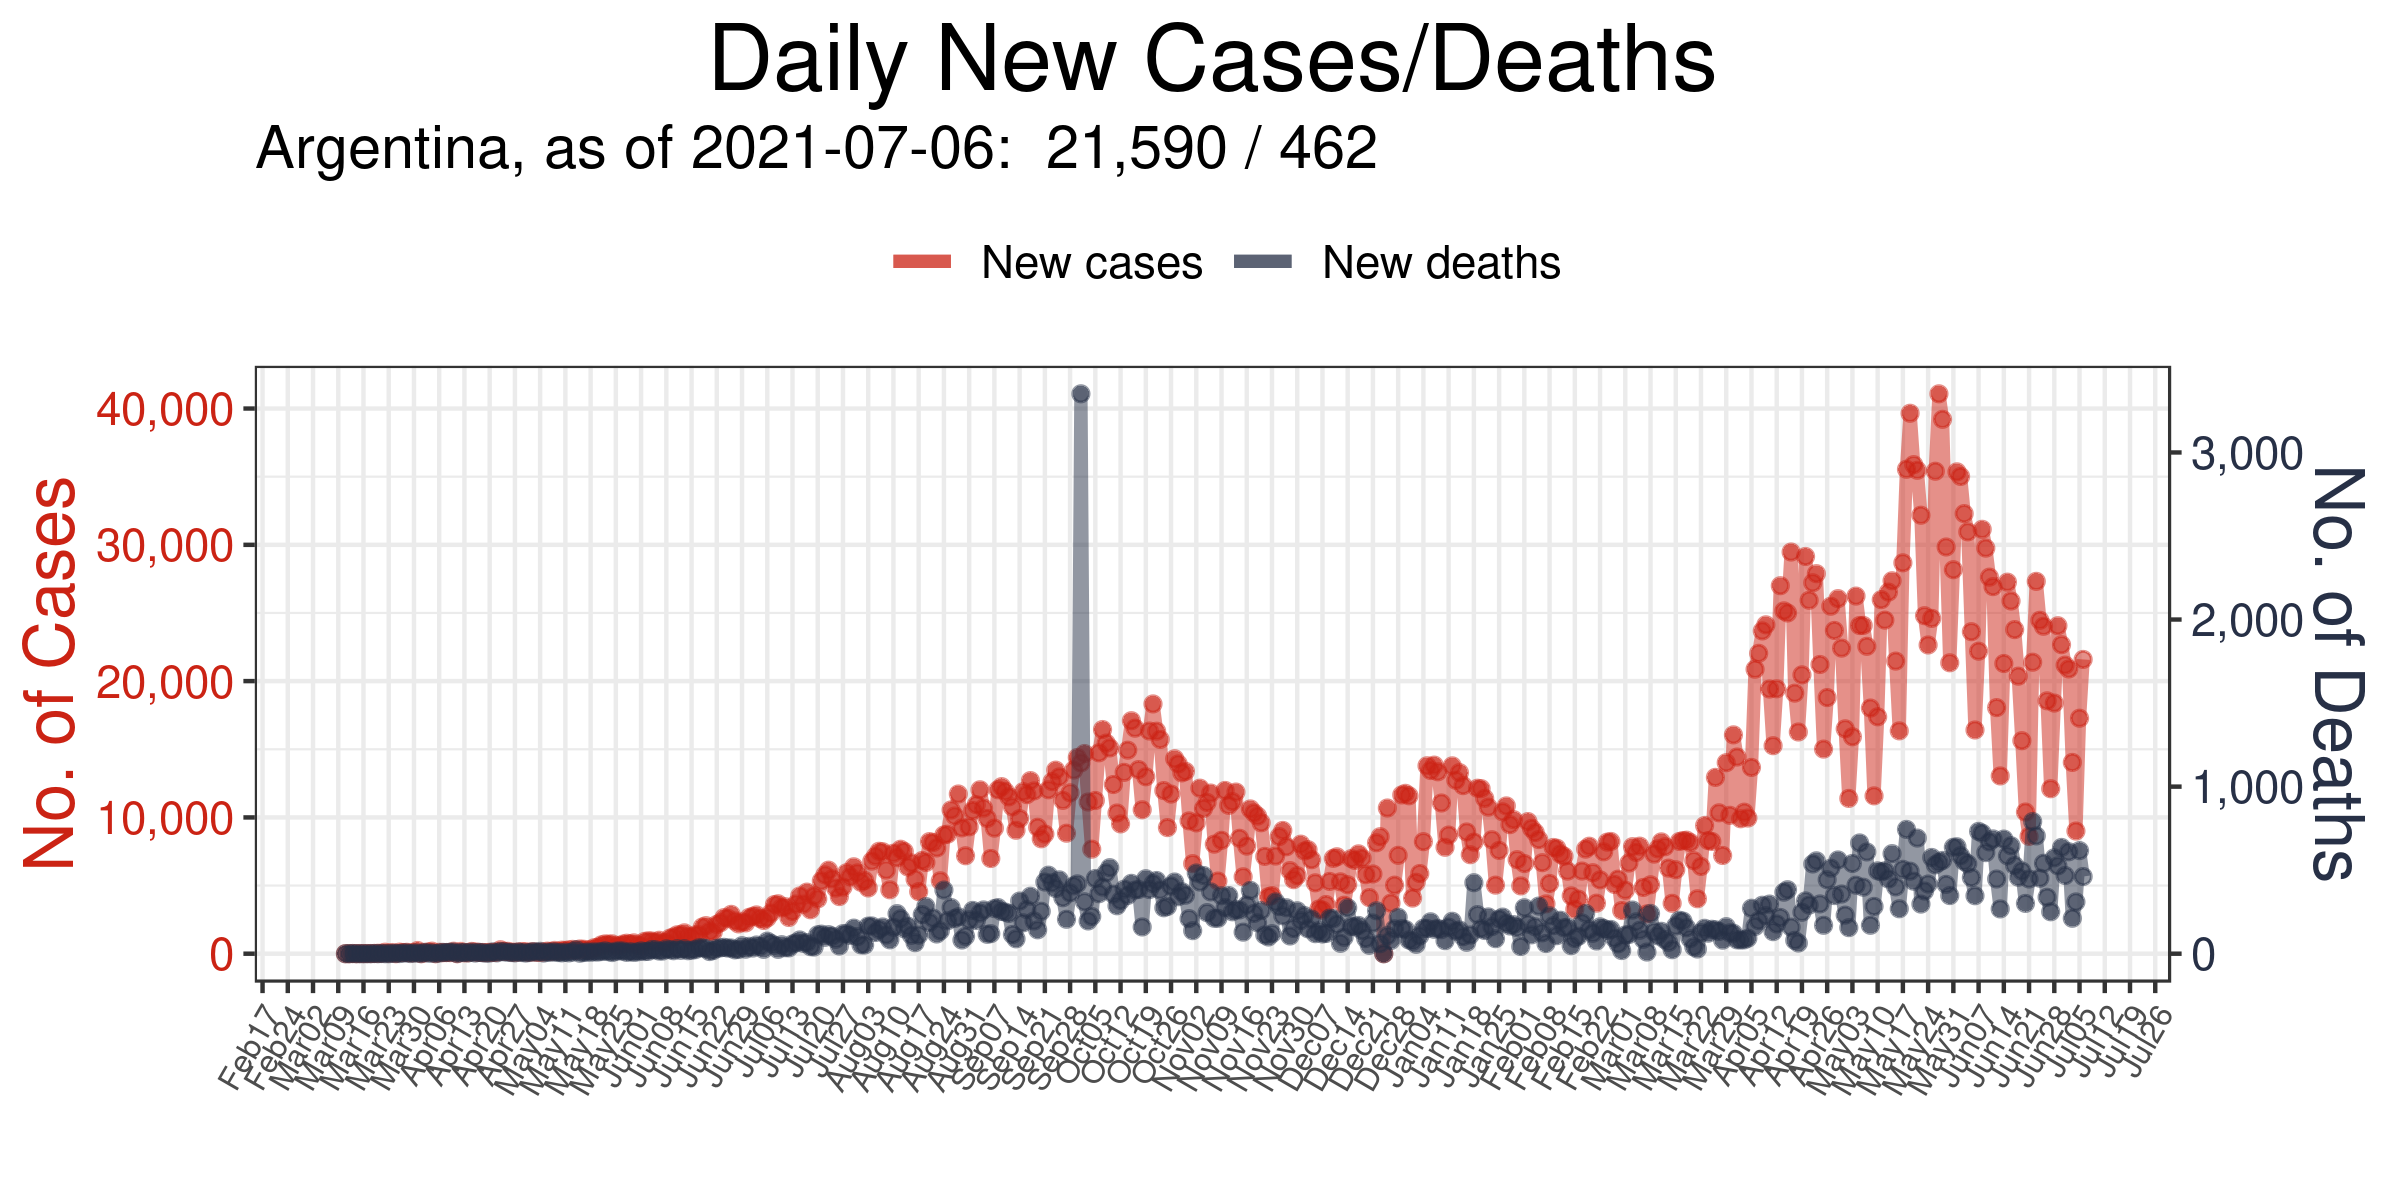 Daily New Cases/Deaths
Argentina, as of 2021-07-06:  21,590 / 462
New cases
New deaths
No. of Cases
40,000
30,000
20,000
10,000
0
3,000
2,000
1,000
0
No. of Deaths
Feb17
Feb24
Mar02
Mar09
Mar16
Mar23
Mar30
Apr06
Apr13
Apr20
Apr27
May04
May11
May18
May25
Jun01
Jun08
Jun15
Jun22
Jun29
Jul06
Jul13
Jul20
Jul27
Aug03
Aug10
Aug17
Aug24
Aug31
Sep07
Sep14
Sep21
Sep28
Oct05
Oct12
Oct19
Oct26
Nov02
Nov09
Nov16
Nov23
Nov30
Dec07
Dec14
Dec21
Dec28
Jan04
Jan11
Jan18
Jan25
Feb01
Feb08
Feb15
Feb22
Mar01
Mar08
Mar15
Mar22
Mar29
Apr05
Apr12
Apr19
Apr26
May03
May10
May17
May24
May31
Jun07
Jun14
Jun21
Jun28
Jul05
Jul12
Jul19
Jul26